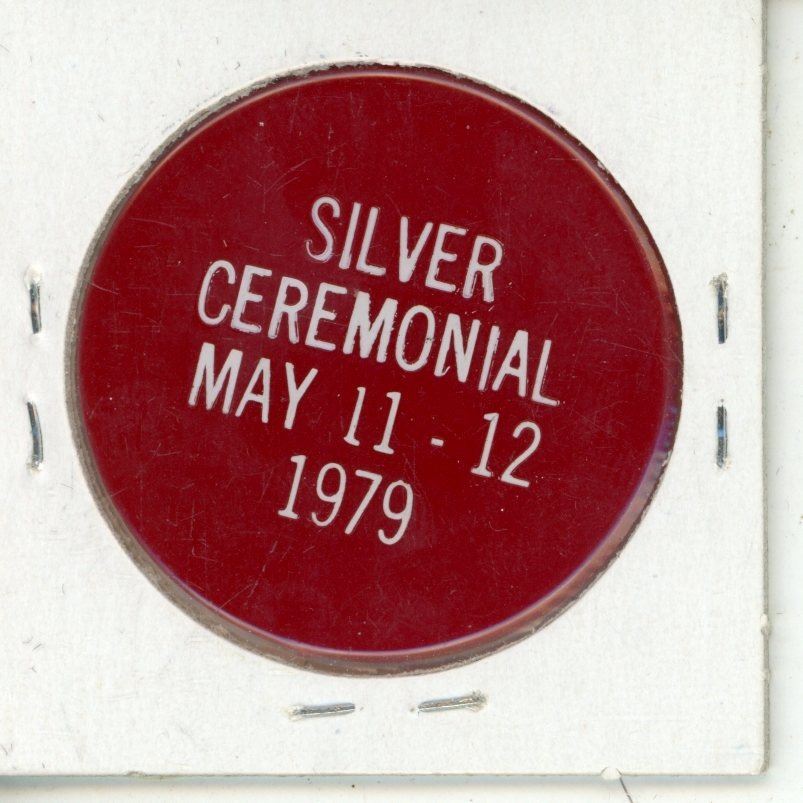 SILVER
CEREMONIAL
MAY 11 - 12
1979